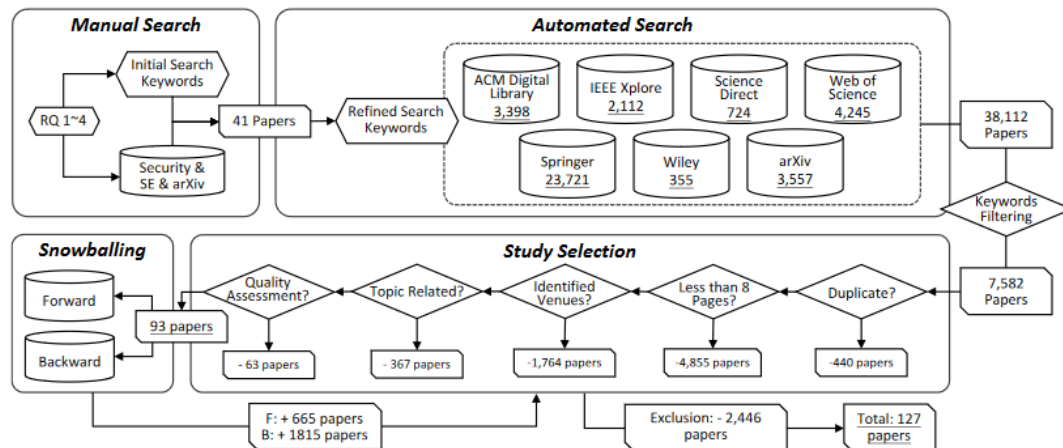 Manual Search
Initial Search
Keywords
RQ 1~4
Security &
SE & arXiv
41 Papers
Automated Search
Refined Search
Keywords
ACM Digital
Library
3,398
IEEE Xplore
2,112
Science
Direct
724
Web of
Science
4,245
Springer
23,721
Wiley
355
arXiv
3,557
38,112
Papers
Keywords
Filtering
7,582
Papers
Snowballing
Forward
Backward
93 papers
Study Selection
Quality
Assessment?
Topic Related?
Identified
Venues?
Less than 8
Pages?
Duplicate?
- 63 papers
- 367 papers
-1,764 papers
-4,855 papers
-440 papers
F: + 665 papers
B: + 1815 papers
Exclusion: - 2,446
papers
Total: 127
papers